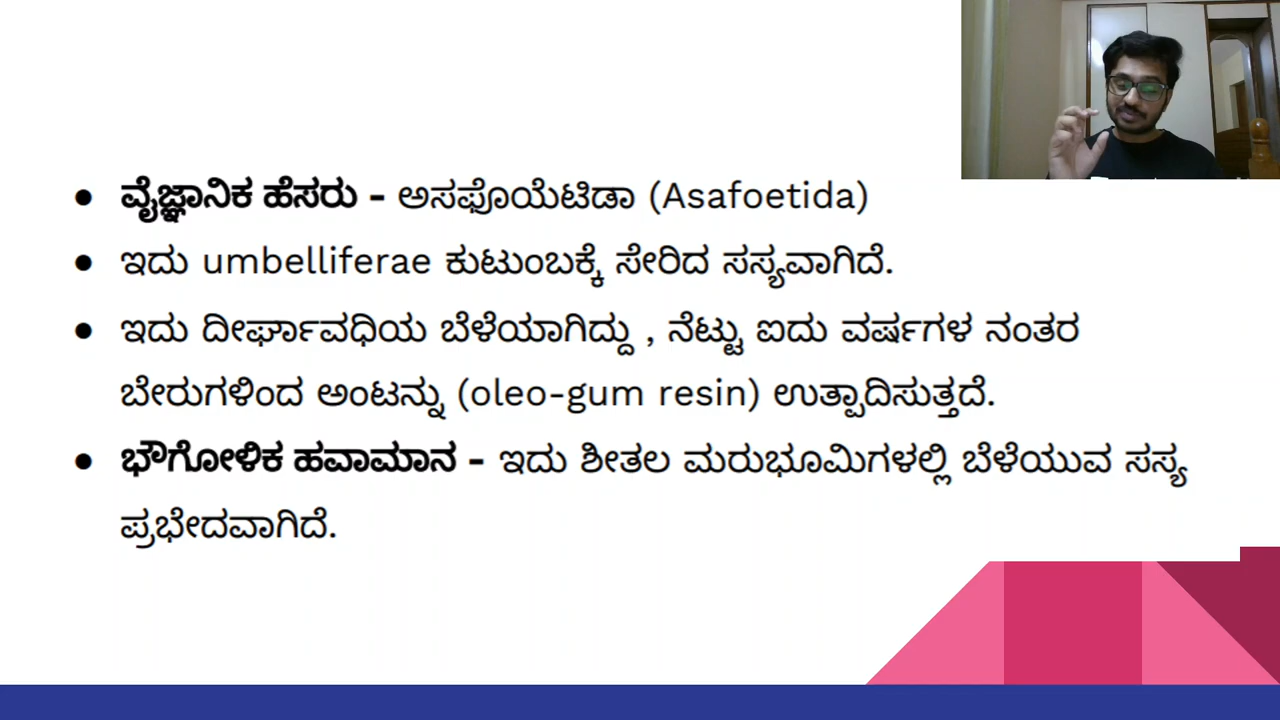 ● ವೈಜ್ಞಾನಿಕ ಹೆಸರು - ಅಸಫೊಯೆಟಿಡಾ (Asafoetida)
● ಇದು umbelliferae ಕುಟುಂಬಕ್ಕೆ ಸೇರಿದ ಸಸ್ಯವಾಗಿದೆ.
● ಇದು ದೀರ್ಘಾವಧಿಯ ಬೆಳೆಯಾಗಿದ್ದು , ನೆಟ್ಟು ಐದು ವರ್ಷಗಳ ನಂತರ
ಬೇರುಗಳಿಂದ ಅಂಟನ್ನು (oleo-gum resin) ಉತ್ಪಾದಿಸುತ್ತದೆ.
● ಭೌಗೋಳಿಕ ಹವಾಮಾನ - ಇದು ಶೀತಲ ಮರುಭೂಮಿಗಳಲ್ಲಿ ಬೆಳೆಯುವ ಸಸ್ಯ
ಪ್ರಭೇದವಾಗಿದೆ.